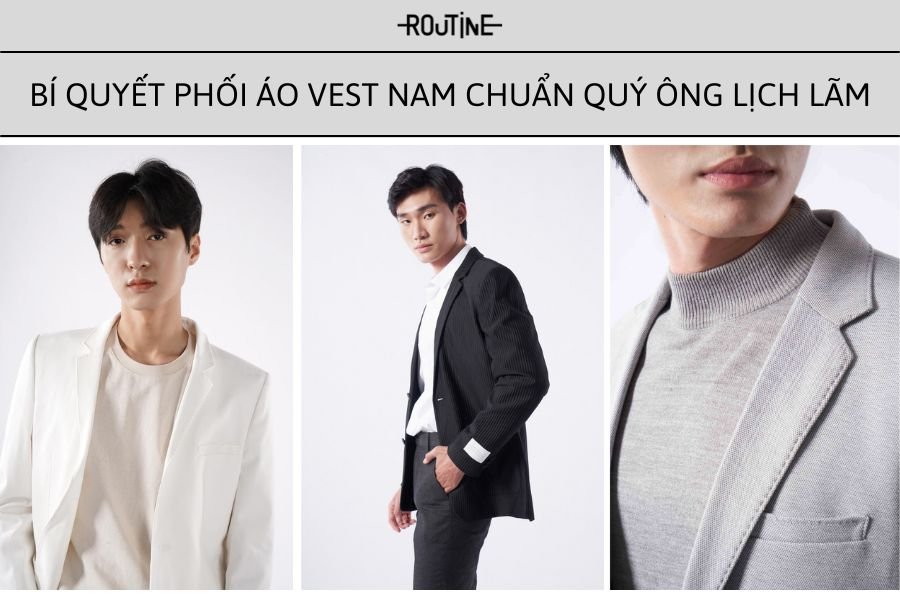 ROUTINE
BÍ QUYẾT PHỐI ÁO VEST NAM CHUẨN QUÝ ÔNG LỊCH LÃM